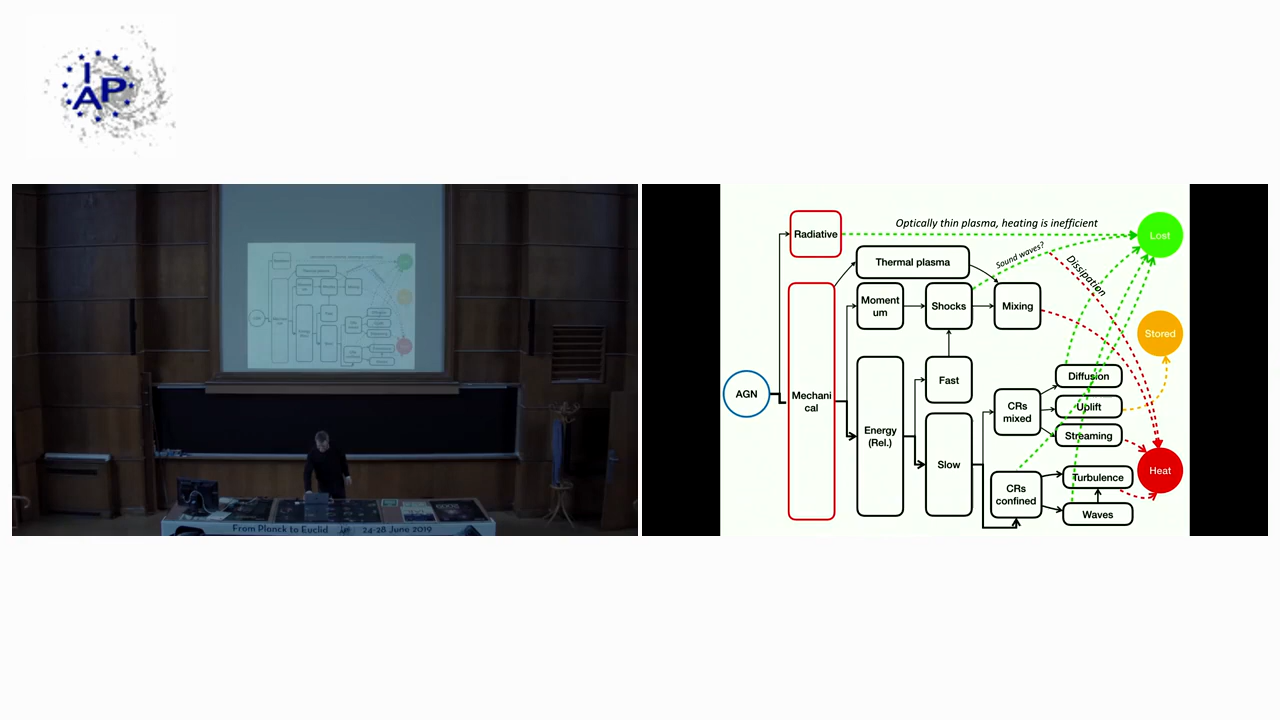 I
A P
From Planck to Euclid
24-28 June 2019
Radiative
Optically thin plasma, heating is inefficient
Lost
Thermal plasma
Sound waves?
Dissipation
Moment
um
Shocks
Mixing
Stored
AGN
Mechani
cal
Energy
(Rel.)
Fast
Slow
CRs
mixed
Diffusion
Uplift
Streaming
CRs
confined
Turbulence
Waves
Heat